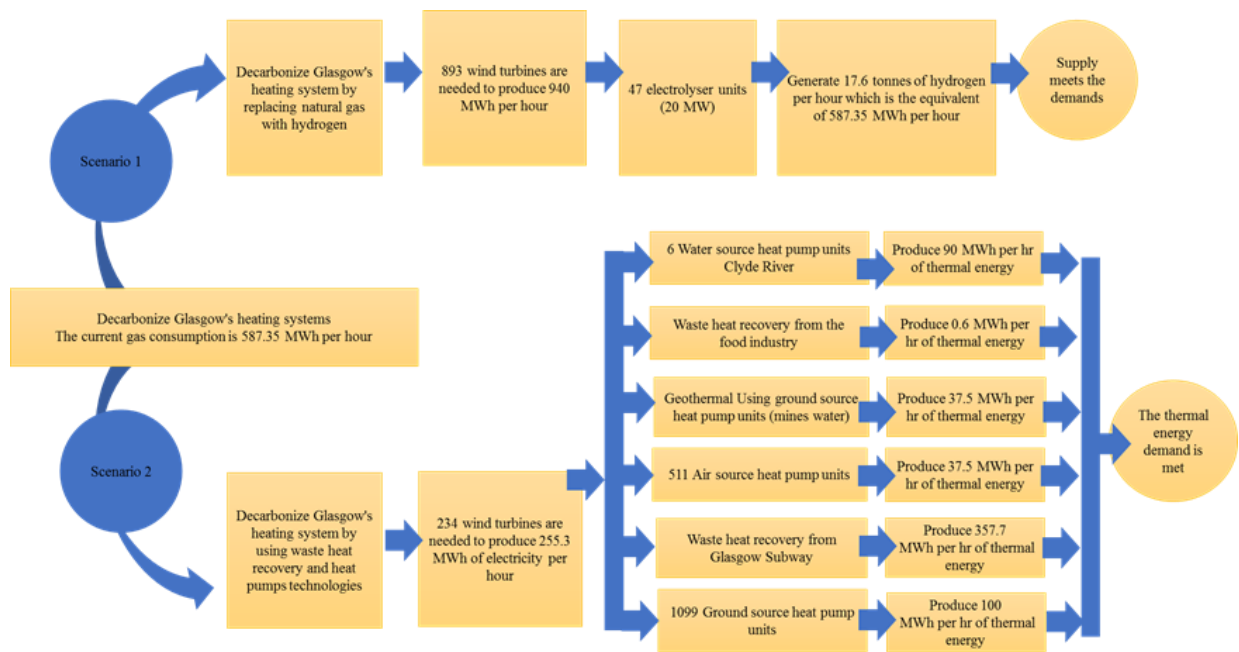 Scenario 1
Decarbonize Glasgow's
heating system by
replacing natural gas
with hydrogen
893 wind turbines are
needed to produce 940
MWh per hour
47 electrolyser units
(20 MW)
Generate 17.6 tonnes of hydrogen
per hour which is the equivalent
of 587.35 MWh per hour
Supply
meets the
demands
Decarbonize Glasgow's heating systems
The current gas consumption is 587.35 MWh per hour
Scenario 2
Decarbonize Glasgow's
heating system by
using waste heat
recovery and heat
pumps technologies
234 wind turbines are
needed to produce 255.3
MWh of electricity per
hour
6 Water source heat pump units
Clyde River
Produce 90 MWh per hr
of thermal energy
Waste heat recovery from the
food industry
Produce 0.6 MWh per
hr of thermal energy
Geothermal Using ground source
heat pump units (mines water)
Produce 37.5 MWh per
hr of thermal energy
511 Air source heat pump units
Produce 37.5 MWh per
hr of thermal energy
Waste heat recovery from
Glasgow Subway
Produce 357.7
MWh per hr of thermal
energy
1099 Ground source heat pump
units
Produce 100
MWh per hr of thermal
energy
The thermal
energy
demand is
met